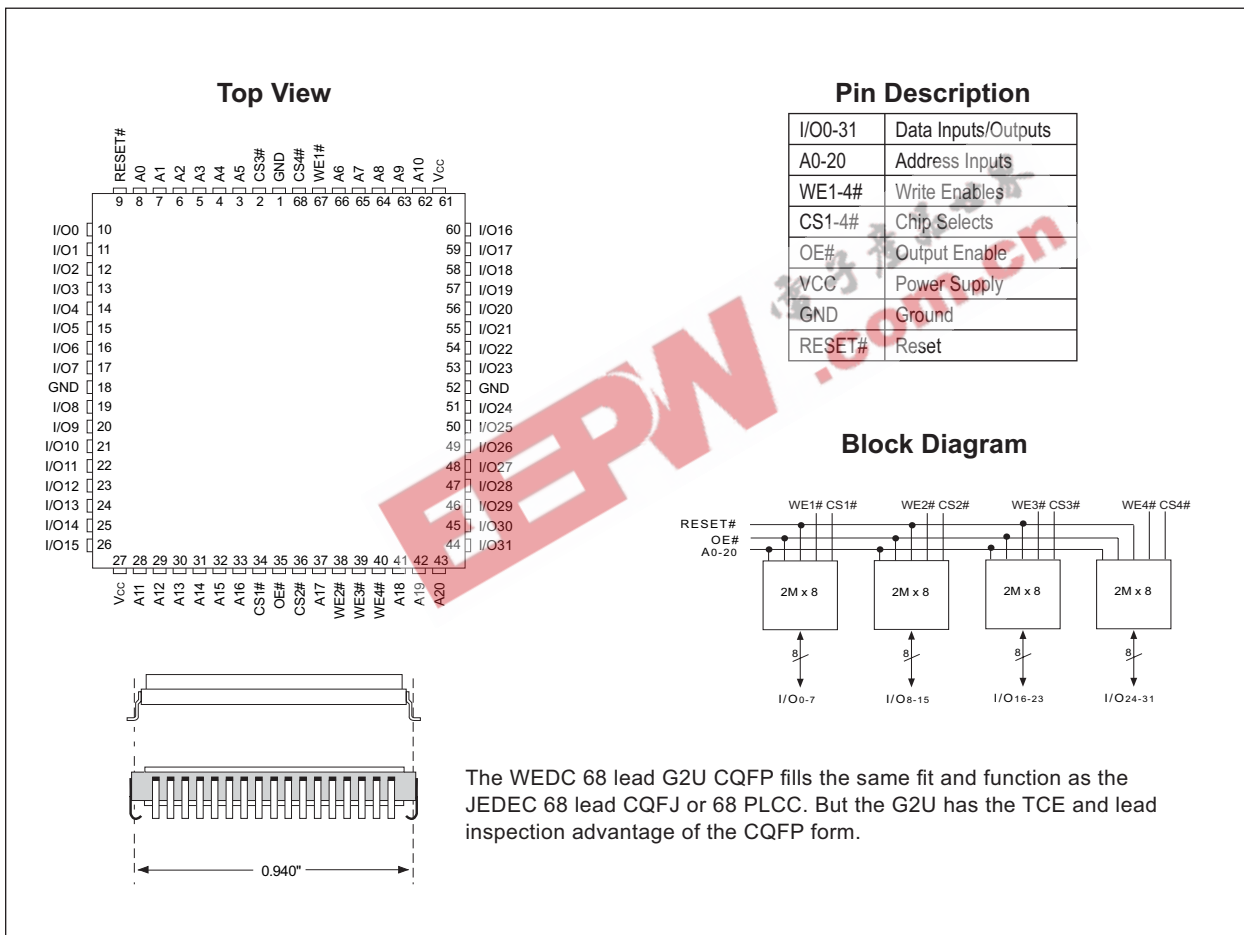 Top View
RESET#
A0
A1
A2
A3
A4
A5
CS3#
GND
CS4#
WE1#
A6
A7
A8
A9
A10
Vcc
9 8 7 6 5 4 3 2 1 68 67 66 65 64 63 62 61
I/O0 10
I/O1 11
I/O2 12
I/O3 13
I/O4 14
I/O5 15
I/O6 16
I/O7 17
GND 18
I/O8 19
I/O9 20
I/O10 21
I/O11 22
I/O12 23
I/O13 24
I/O14 25
I/O15 26
60 I/O16
59 I/O17
58 I/O18
57 I/O19
56 I/O20
55 I/O21
54 I/O22
53 I/O23
52 GND
51 I/O24
50 I/O25
49 I/O26
48 I/O27
47 I/O28
46 I/O29
45 I/O30
44 I/O31
27 28 29 30 31 32 33 34 35 36 37 38 39 40 41 42 43
Vcc
A11
A12
A13
A14
A15
A16
CS1#
OE#
CS2#
A17
WE2#
WE3#
WE4#
A18
A19
A20
0.940"
Pin Description
I/O0-31 Data Inputs/Outputs
A0-20 Address Inputs
WE1-4# Write Enables
CS1-4# Chip Selects
OE# Output Enable
VCC Power Supply
GND Ground
RESET# Reset
EEPW.com.cn
電子產品世界
Block Diagram
WE1# CS1# WE2# CS2# WE3# CS3# WE4# CS4#
RESET#
OE#
A0-20
2M x 8 2M x 8 2M x 8 2M x 8
8 8 8 8
I/O0-7 I/O8-15 I/O16-23 I/O24-31
The WEDC 68 lead G2U CQFP fills the same fit and function as the
JEDEC 68 lead CQFJ or 68 PLCC. But the G2U has the TCE and lead
inspection advantage of the CQFP form.